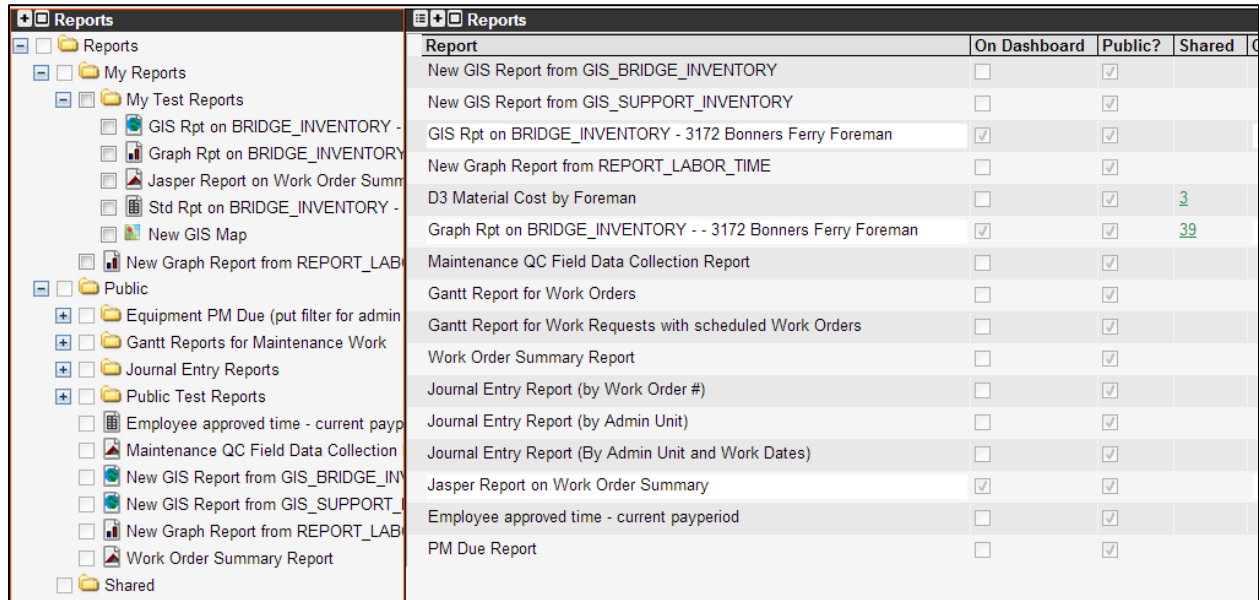 Reports
Reports
My Reports
My Test Reports
GIS Rpt on BRIDGE_INVENTORY -
Graph Rpt on BRIDGE_INVENTORY
Jasper Report on Work Order Summ
Std Rpt on BRIDGE_INVENTORY -
New GIS Map
New Graph Report from REPORT_LAB
Public
Equipment PM Due (put filter for admin
Gantt Reports for Maintenance Work
Journal Entry Reports
Public Test Reports
Employee approved time - current payp
Maintenance QC Field Data Collection
New GIS Report from GIS_BRIDGE_INV
New GIS Report from GIS_SUPPORT_I
New Graph Report from REPORT_LAB
Work Order Summary Report
Shared
Reports
Report On Dashboard Public? Shared
New GIS Report from GIS_BRIDGE_INVENTORY
New GIS Report from GIS_SUPPORT_INVENTORY
GIS Rpt on BRIDGE_INVENTORY - 3172 Bonners Ferry Foreman
New Graph Report from REPORT_LABOR_TIME
D3 Material Cost by Foreman 3
Graph Rpt on BRIDGE_INVENTORY - - 3172 Bonners Ferry Foreman 39
Maintenance QC Field Data Collection Report
Gantt Report for Work Orders
Gantt Report for Work Requests with scheduled Work Orders
Work Order Summary Report
Journal Entry Report (by Work Order #)
Journal Entry Report (by Admin Unit)
Journal Entry Report (By Admin Unit and Work Dates)
Jasper Report on Work Order Summary
Employee approved time - current payperiod
PM Due Report